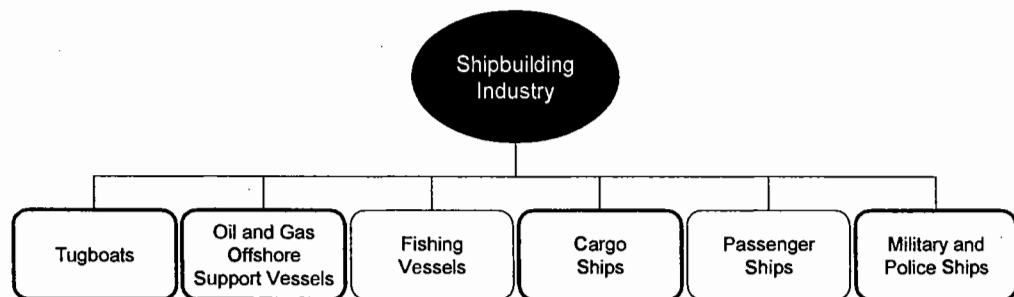 Shipbuilding
Industry
Tugboats
Oil and Gas
Offshore
Support Vessels
Fishing
Vessels
Cargo
Ships
Passenger
Ships
Military and
Police Ships